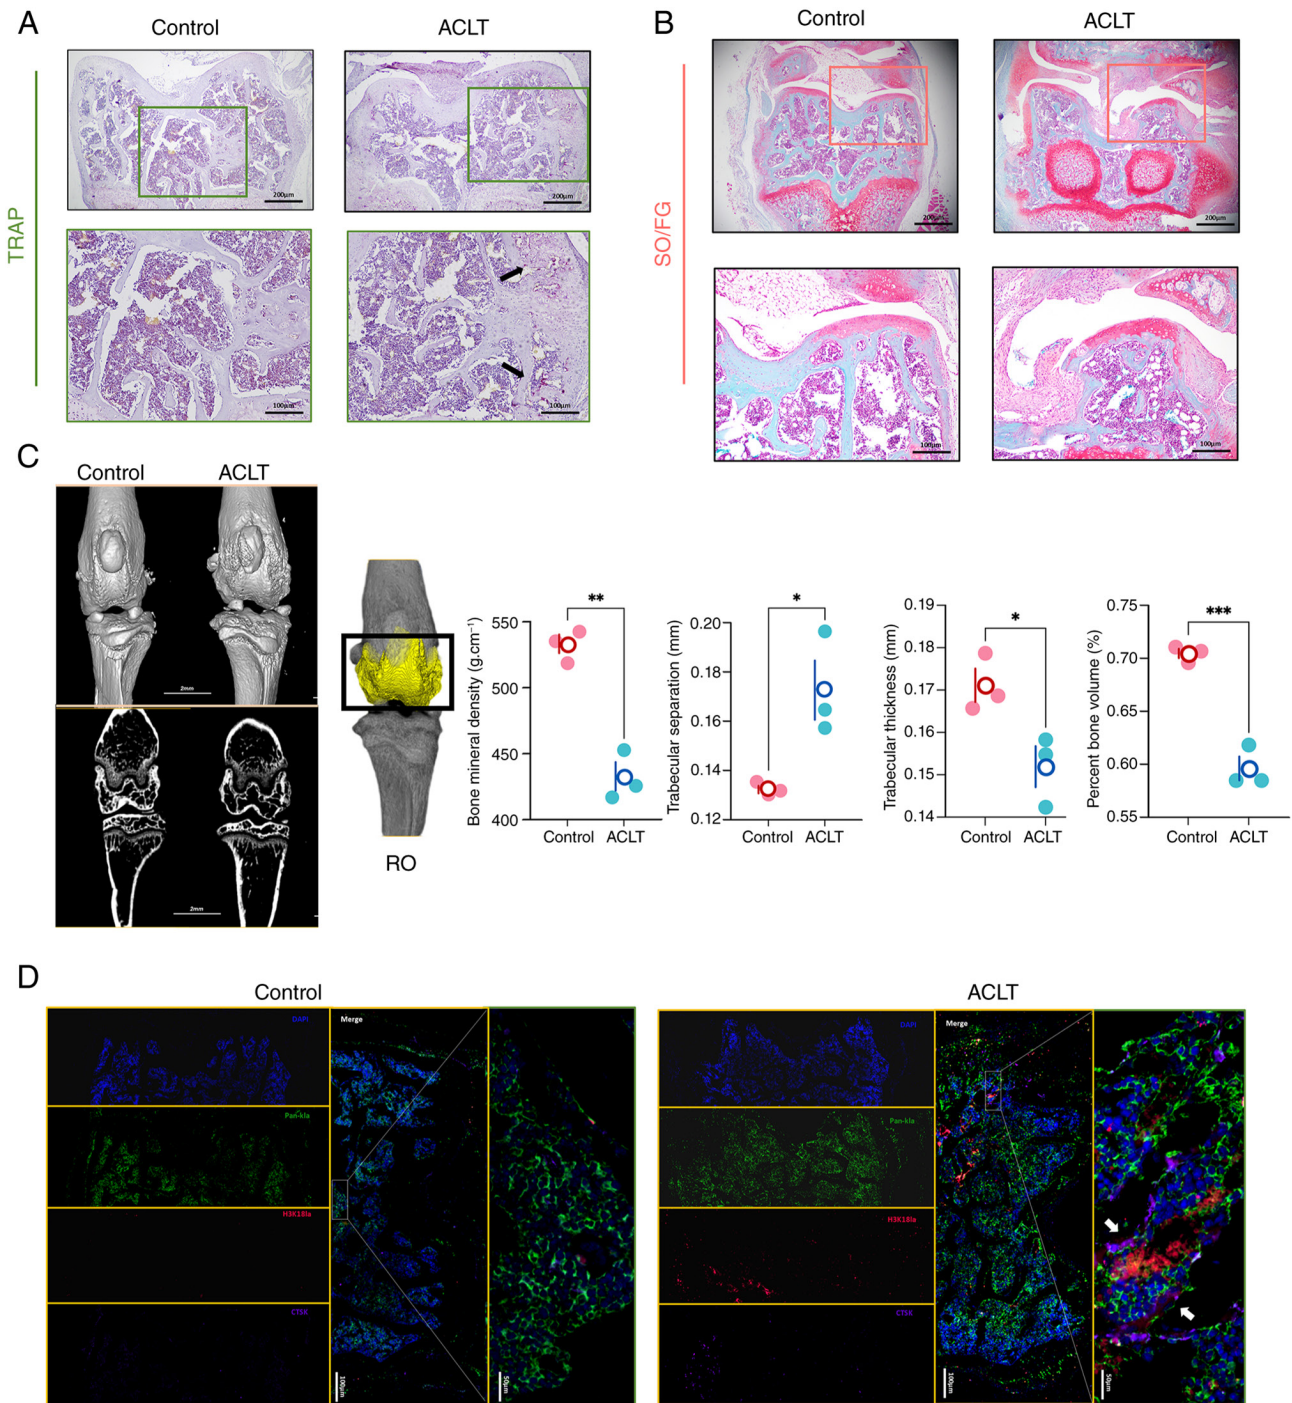 A
Control
ACLT
TRAP
200μm
200μm
100μm
100μm
B
Control
ACLT
SO/FG
200μm
200μm
100μm
100μm
C
Control
ACLT
2mm
2mm
RO
Bone mineral density (g.cm⁻¹)
550
500
450
400
**
Control
ACLT
Trabecular separation (mm)
0.20
0.18
0.16
0.14
0.12
*
Control
ACLT
Trabecular thickness (mm)
0.19
0.18
0.17
0.16
0.15
0.14
*
Control
ACLT
Percent bone volume (%)
0.75
0.70
0.65
0.60
0.55
***
Control
ACLT
D
Control
DAPI
Pan-kla
H3K18la
CTSK
Merge
100μm
50μm
ACLT
DAPI
Pan-kla
H3K18la
CTSK
Merge
100μm
50μm